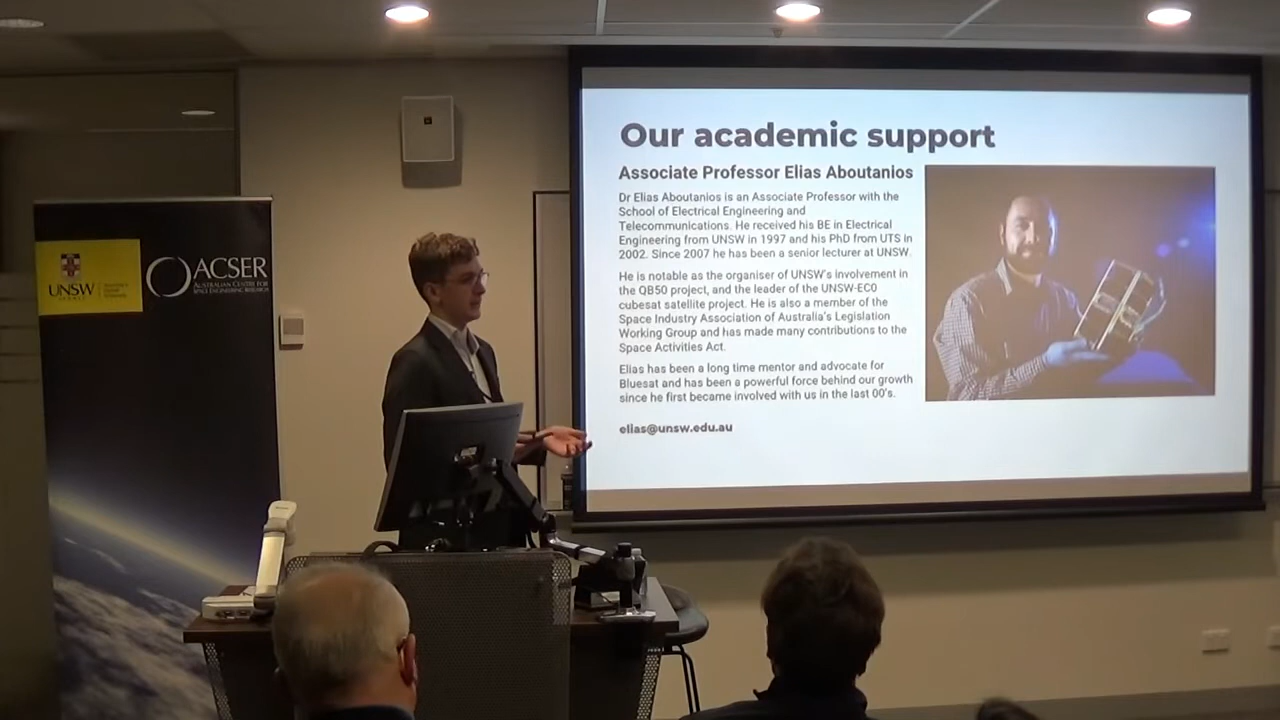 Our academic support
Associate Professor Elias Aboutanios
Dr Elias Aboutanios is an Associate Professor with the
School of Electrical Engineering and
Telecommunications. He received his BE in Electrical
Engineering from UNSW in 1997 and his PhD from UTS in
2002. Since 2007 he has been a senior lecturer at UNSW.
He is notable as the organiser of UNSW's involvement in
the QB50 project, and the leader of the UNSW-EC0
cubesat satellite project. He is also a member of the
Space Industry Association of Australia's Legislation
Working Group and has made many contributions to the
Space Activities Act.
Elias has been a long time mentor and advocate for
Bluesat and has been a powerful force behind our growth
since he first became involved with us in the last 00's.
elias@unsw.edu.au
UNSW
ACSER
AUSTRALIAN CENTRE FOR
SPACE ENGINEERING RESEARCH